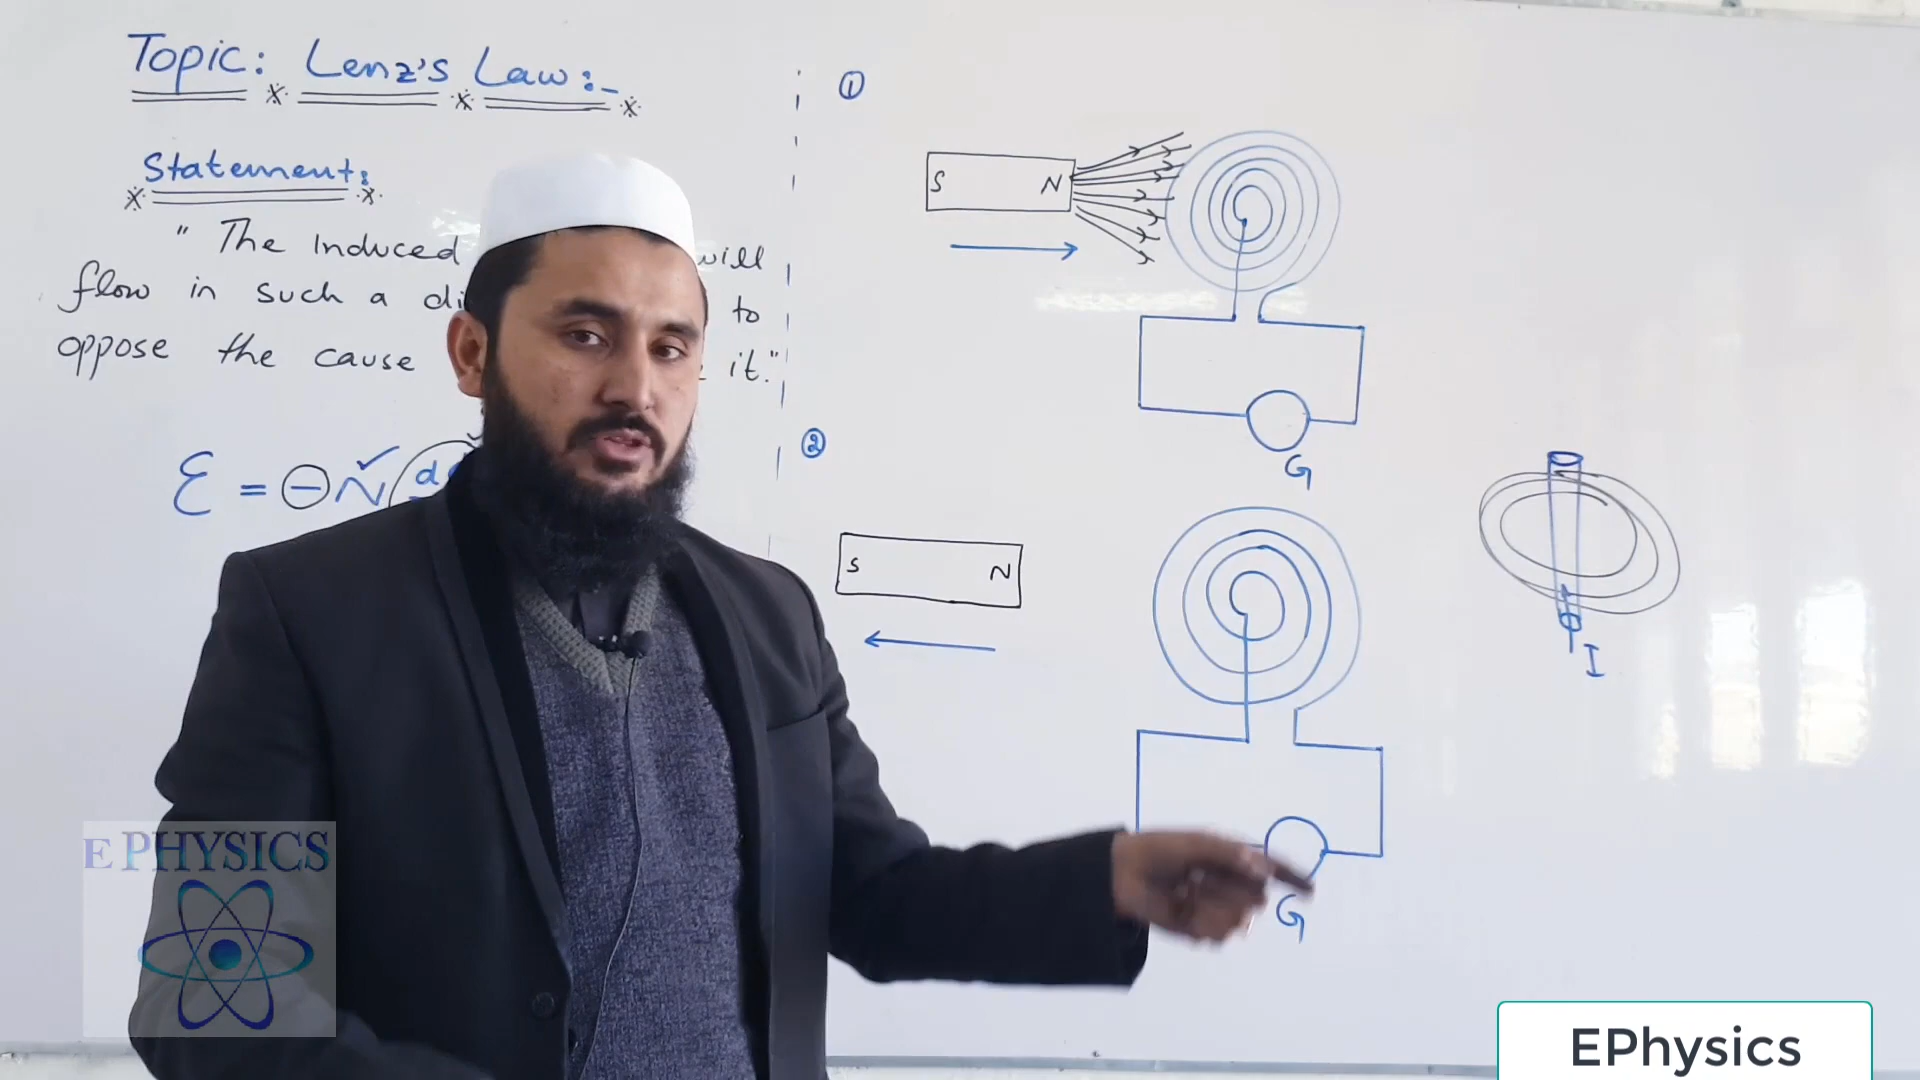 Topic: Lenz's Law:-
Statement:
" The Induced will
flow in such a to
oppose the cause it."
ε = - N
①
S N
G
②
S N
G
I
E PHYSICS
EPhysics